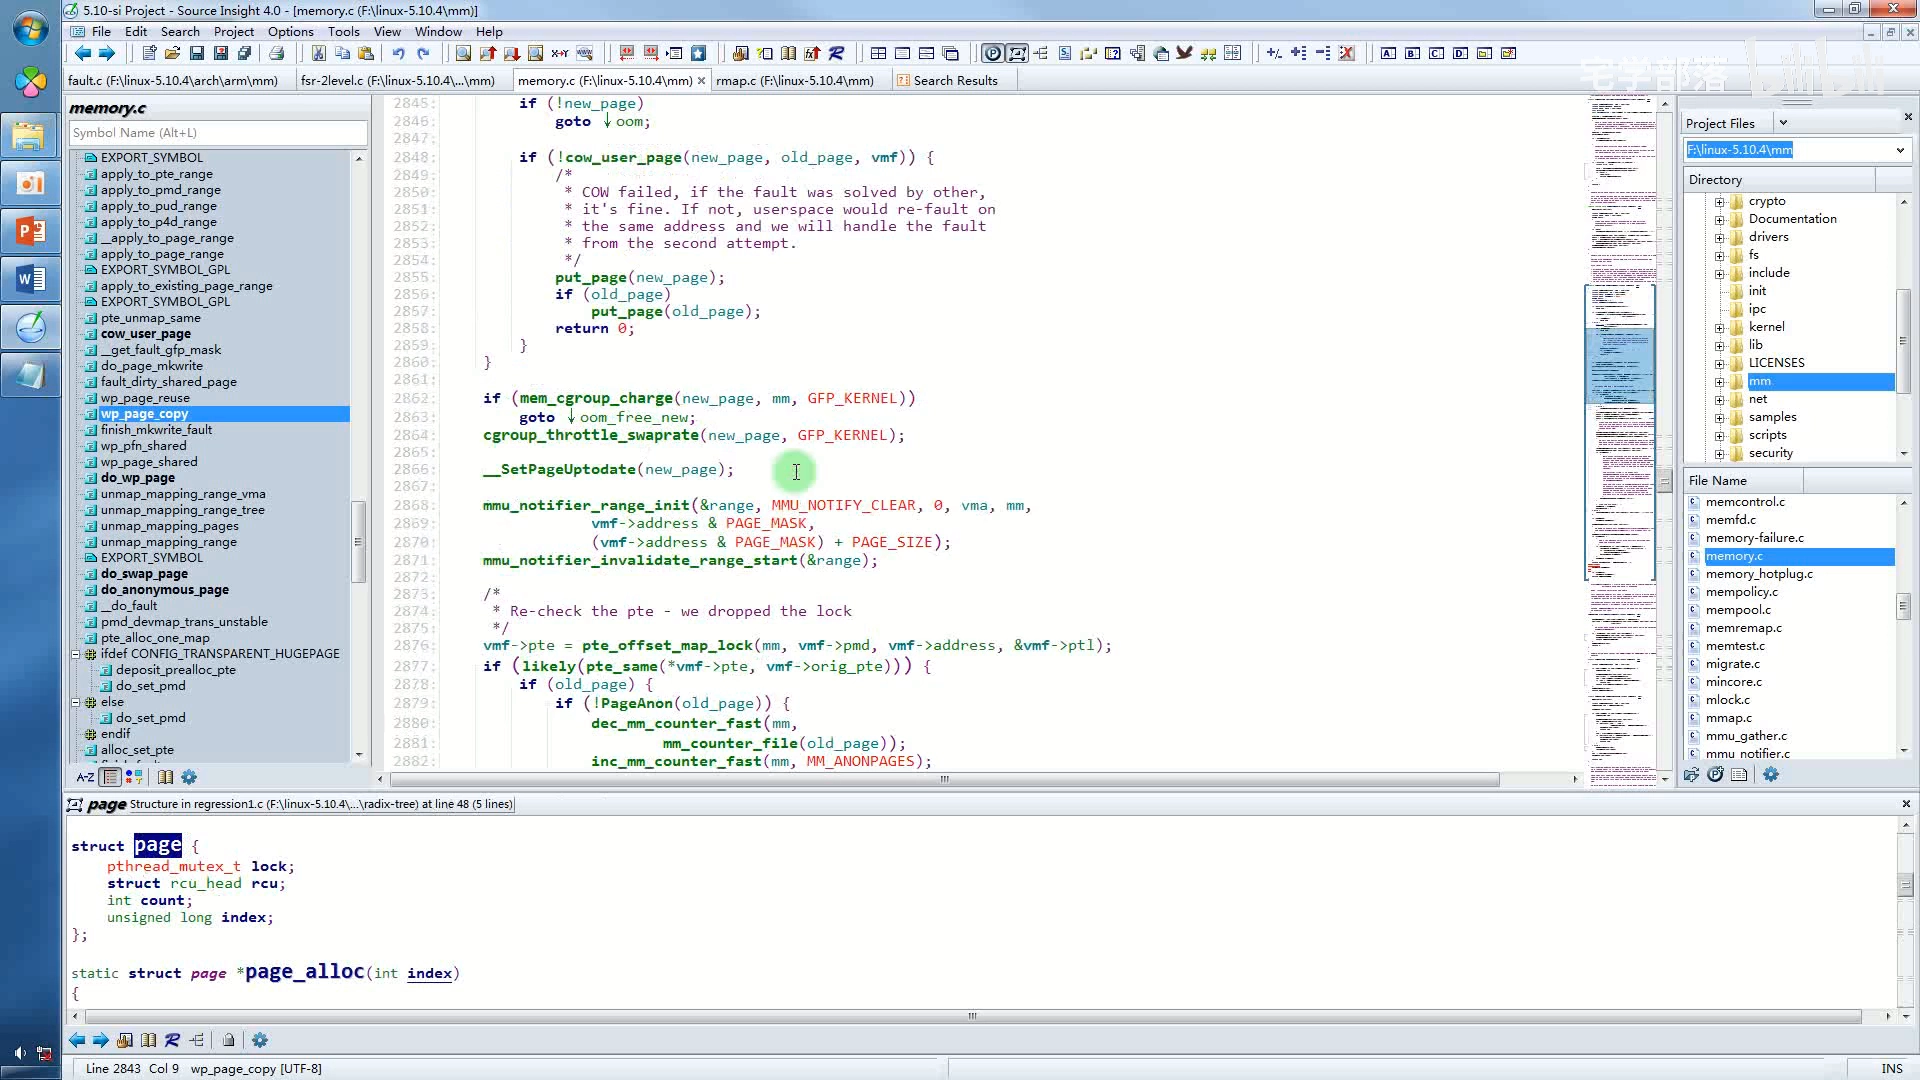 5.10-si Project - Source Insight 4.0 - [memory.c (F:\linux-5.10.4\mm)]
File Edit Search Project Options Tools View Window Help
fault.c (F:\linux-5.10.4\arch\arm\mm) fsr-2level.c (F:\linux-5.10.4\...\mm) memory.c (F:\linux-5.10.4\mm) rmap.c (F:\linux-5.10.4\mm) Search Results
宅学部落 bilibili
memory.c
Symbol Name (Alt+L)
EXPORT_SYMBOL
apply_to_pte_range
apply_to_pmd_range
apply_to_pud_range
apply_to_p4d_range
__apply_to_page_range
apply_to_page_range
EXPORT_SYMBOL_GPL
apply_to_existing_page_range
EXPORT_SYMBOL_GPL
pte_unmap_same
cow_user_page
__get_fault_gfp_mask
do_page_mkwrite
fault_dirty_shared_page
wp_page_reuse
wp_page_copy
finish_mkwrite_fault
wp_pfn_shared
wp_page_shared
do_wp_page
unmap_mapping_range_vma
unmap_mapping_range_tree
unmap_mapping_pages
unmap_mapping_range
EXPORT_SYMBOL
do_swap_page
do_anonymous_page
__do_fault
pmd_devmap_trans_unstable
pte_alloc_one_map
ifdef CONFIG_TRANSPARENT_HUGEPAGE
deposit_prealloc_pte
do_set_pmd
else
do_set_pmd
endif
alloc_set_pte
A-Z
2845: if (!new_page)
2846: goto ↓oom;
2847:
2848: if (!cow_user_page(new_page, old_page, vmf)) {
2849: /*
2850: * COW failed, if the fault was solved by other,
2851: * it's fine. If not, userspace would re-fault on
2852: * the same address and we will handle the fault
2853: * from the second attempt.
2854: */
2855: put_page(new_page);
2856: if (old_page)
2857: put_page(old_page);
2858: return 0;
2859: }
2860: }
2861:
2862: if (mem_cgroup_charge(new_page, mm, GFP_KERNEL))
2863: goto ↓oom_free_new;
2864: cgroup_throttle_swaprate(new_page, GFP_KERNEL);
2865:
2866: __SetPageUptodate(new_page);
2867:
2868: mmu_notifier_range_init(&range, MMU_NOTIFY_CLEAR, 0, vma, mm,
2869: vmf->address & PAGE_MASK,
2870: (vmf->address & PAGE_MASK) + PAGE_SIZE);
2871: mmu_notifier_invalidate_range_start(&range);
2872:
2873: /*
2874: * Re-check the pte - we dropped the lock
2875: */
2876: vmf->pte = pte_offset_map_lock(mm, vmf->pmd, vmf->address, &vmf->ptl);
2877: if (likely(pte_same(*vmf->pte, vmf->orig_pte))) {
2878: if (old_page) {
2879: if (!PageAnon(old_page)) {
2880: dec_mm_counter_fast(mm,
2881: mm_counter_file(old_page));
2882: inc_mm_counter_fast(mm, MM_ANONPAGES);
Project Files
F:\linux-5.10.4\mm
Directory
crypto
Documentation
drivers
fs
include
init
ipc
kernel
lib
LICENSES
mm
net
samples
scripts
security
File Name
memcontrol.c
memfd.c
memory-failure.c
memory.c
memory_hotplug.c
mempolicy.c
mempool.c
memremap.c
memtest.c
migrate.c
mincore.c
mlock.c
mmap.c
mmu_gather.c
mmu_notifier.c
page Structure in regression1.c (F:\linux-5.10.4\...\radix-tree) at line 48 (5 lines)
struct page {
pthread_mutex_t lock;
struct rcu_head rcu;
int count;
unsigned long index;
};
static struct page *page_alloc(int index)
{
Line 2843 Col 9 wp_page_copy [UTF-8]
INS